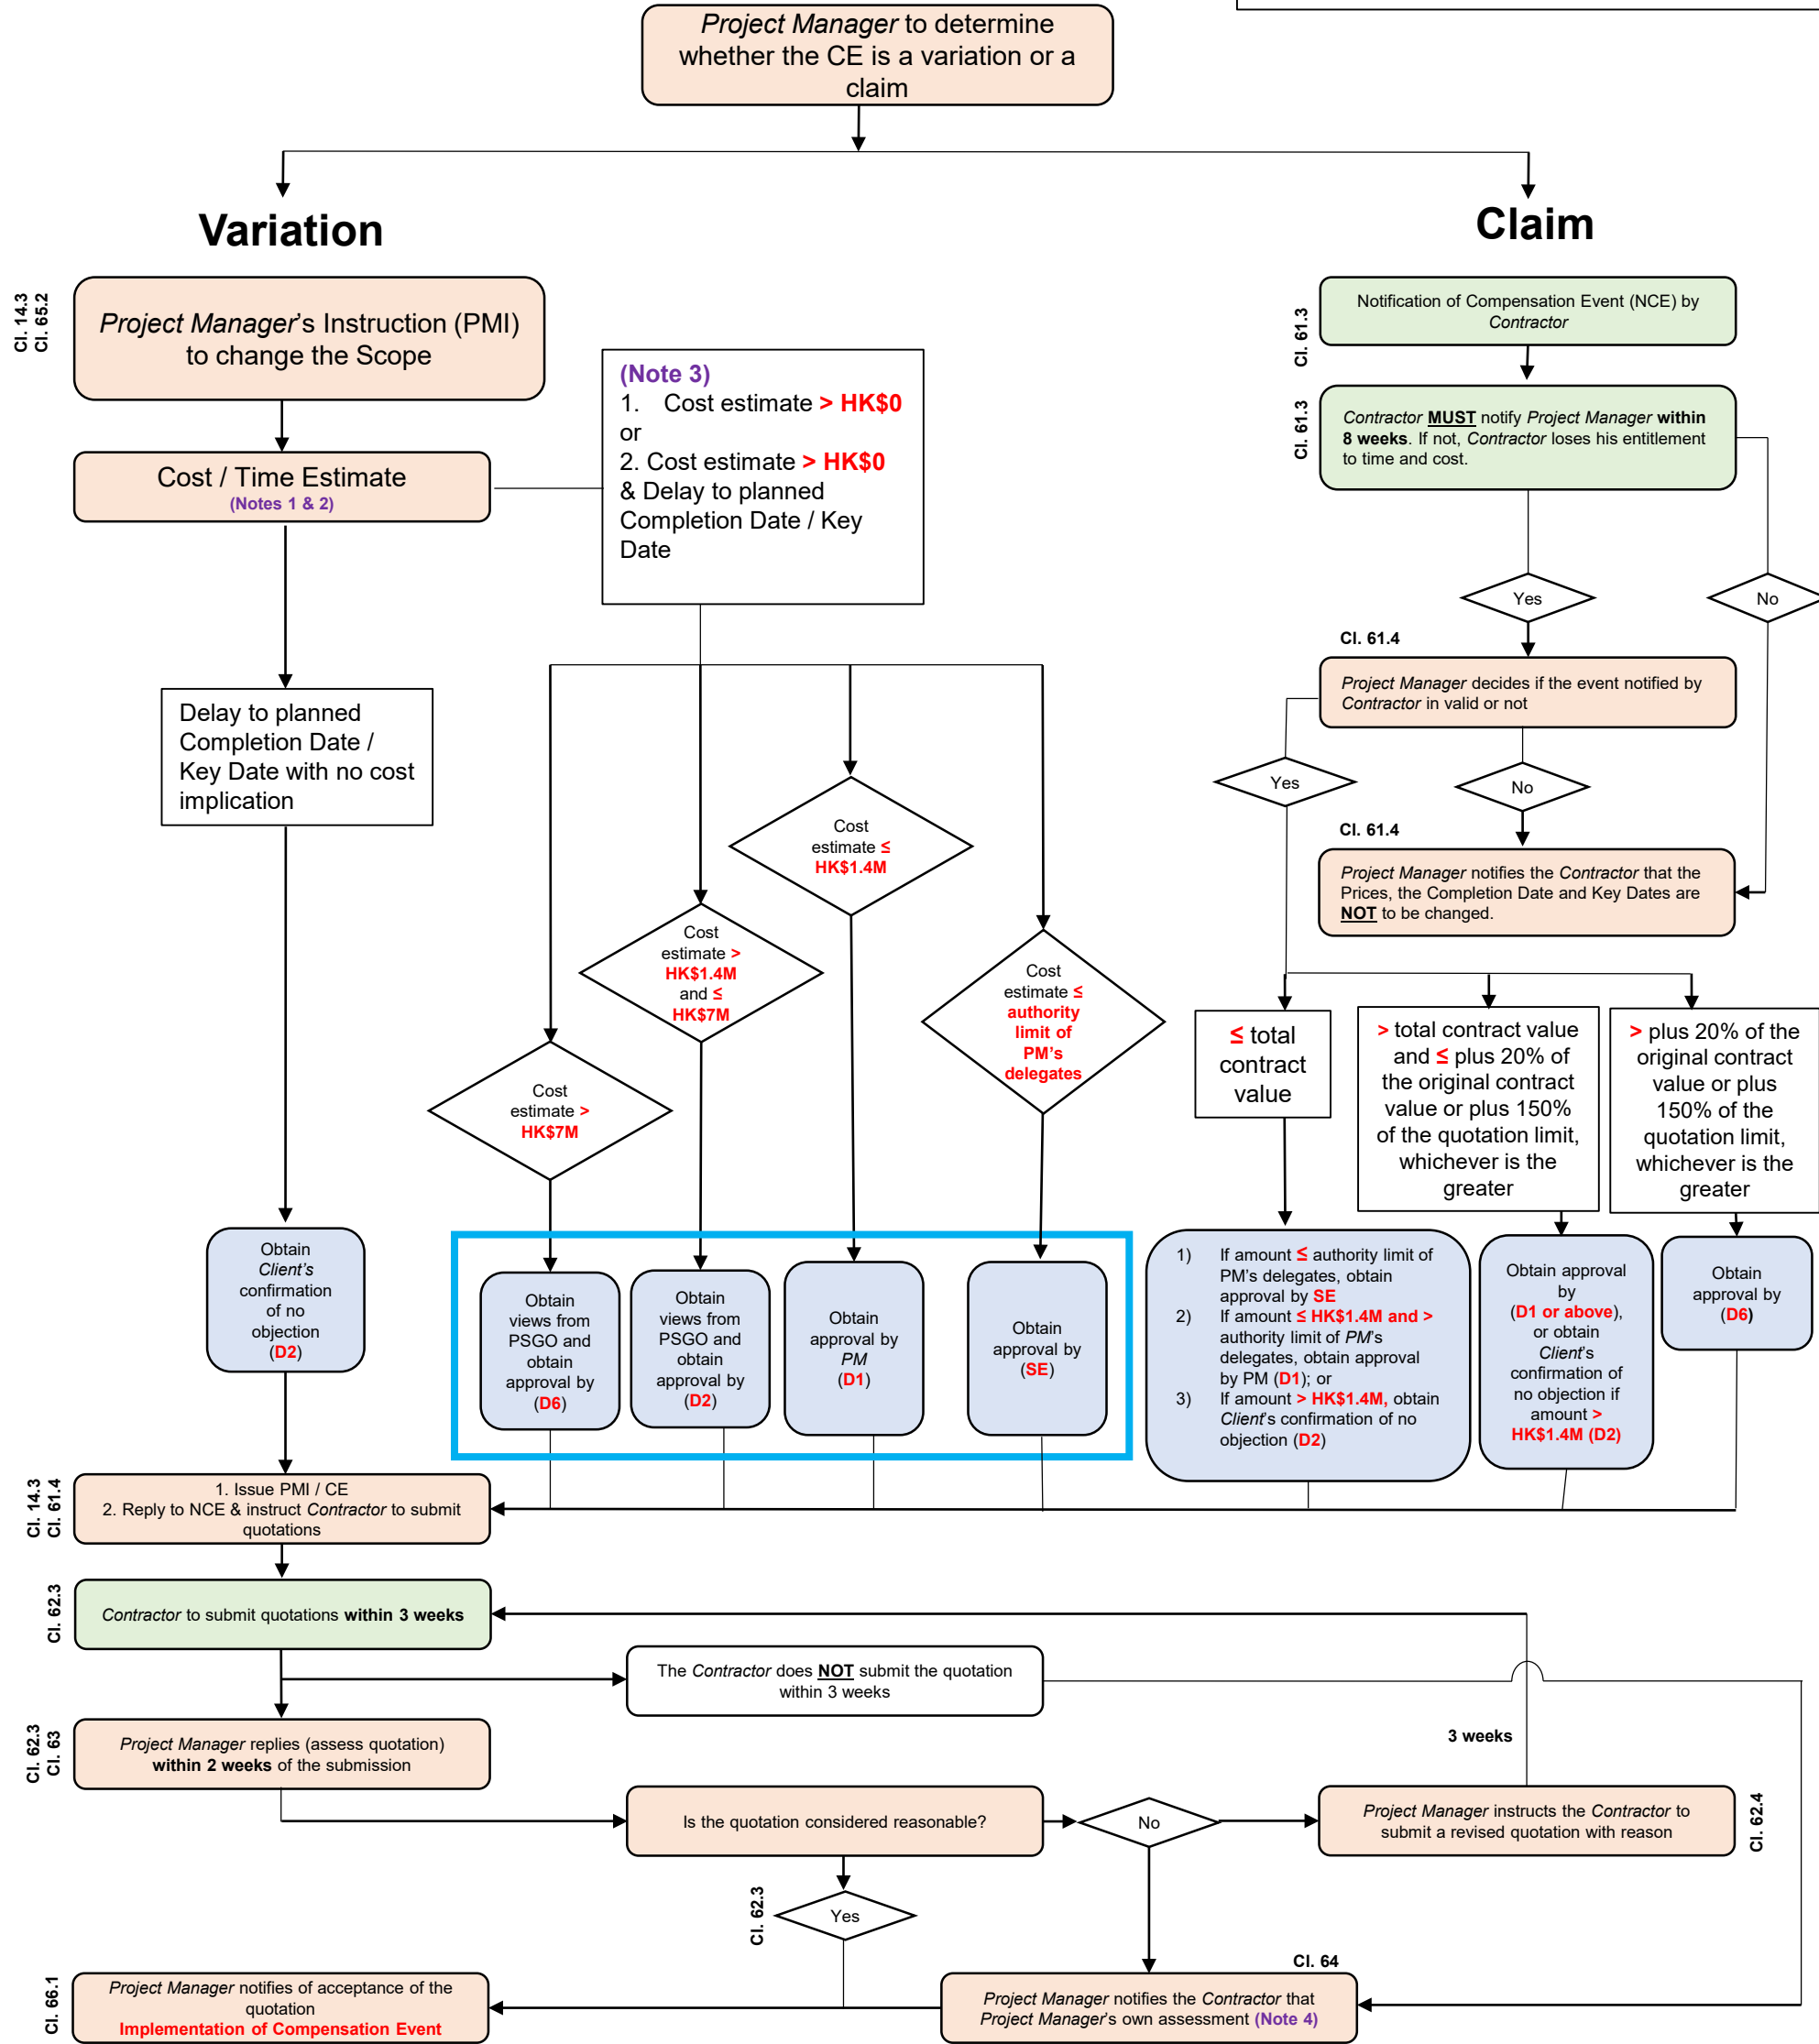 Project Manager to determine
whether the CE is a variation or a
claim
Variation
Claim
Cl. 14.3
Cl. 65.2
Project Manager's Instruction (PMI)
to change the Scope
Cost / Time Estimate
(Notes 1 & 2)
(Note 3)
1. Cost estimate > HK$0
or
2. Cost estimate > HK$0
& Delay to planned
Completion Date / Key
Date
Cl. 61.3
Notification of Compensation Event (NCE) by
Contractor
Cl. 61.3
Contractor MUST notify Project Manager within
8 weeks. If not, Contractor loses his entitlement
to time and cost.
Yes
No
Cl. 61.4
Project Manager decides if the event notified by
Contractor in valid or not
Yes
No
Cl. 61.4
Project Manager notifies the Contractor that the
Prices, the Completion Date and Key Dates are
NOT to be changed.
Delay to planned
Completion Date /
Key Date with no cost
implication
Cost
estimate ≤
HK$1.4M
Cost
estimate >
HK$1.4M
and ≤
HK$7M
Cost
estimate ≤
authority
limit of
PM's
delegates
Cost
estimate >
HK$7M
≤ total
contract
value
> total contract value
and ≤ plus 20% of
the original contract
value or plus 150%
of the quotation limit,
whichever is the
greater
> plus 20% of the
original contract
value or plus
150% of the
quotation limit,
whichever is the
greater
Obtain
Client's
confirmation
of no
objection
(D2)
Obtain
views from
PSGO and
obtain
approval by
(D6)
Obtain
views from
PSGO and
obtain
approval by
(D2)
Obtain
approval by
PM
(D1)
Obtain
approval by
(SE)
1) If amount ≤ authority limit of
PM's delegates, obtain
approval by SE
2) If amount ≤ HK$1.4M and >
authority limit of PM's
delegates, obtain approval
by PM (D1); or
3) If amount > HK$1.4M, obtain
Client's confirmation of no
objection (D2)
Obtain approval
by
(D1 or above),
or obtain
Client's
confirmation of
no objection if
amount >
HK$1.4M (D2)
Obtain
approval by
(D6)
Cl. 14.3
Cl. 61.4
1. Issue PMI / CE
2. Reply to NCE & instruct Contractor to submit
quotations
Cl. 62.3
Contractor to submit quotations within 3 weeks
The Contractor does NOT submit the quotation
within 3 weeks
Cl. 62.3
Cl. 63
Project Manager replies (assess quotation)
within 2 weeks of the submission
3 weeks
Is the quotation considered reasonable?
No
Project Manager instructs the Contractor to
submit a revised quotation with reason
Cl. 62.4
Cl. 62.3
Yes
Cl. 64
Cl. 66.1
Project Manager notifies of acceptance of the
quotation
Implementation of Compensation Event
Project Manager notifies the Contractor that
Project Manager's own assessment (Note 4)